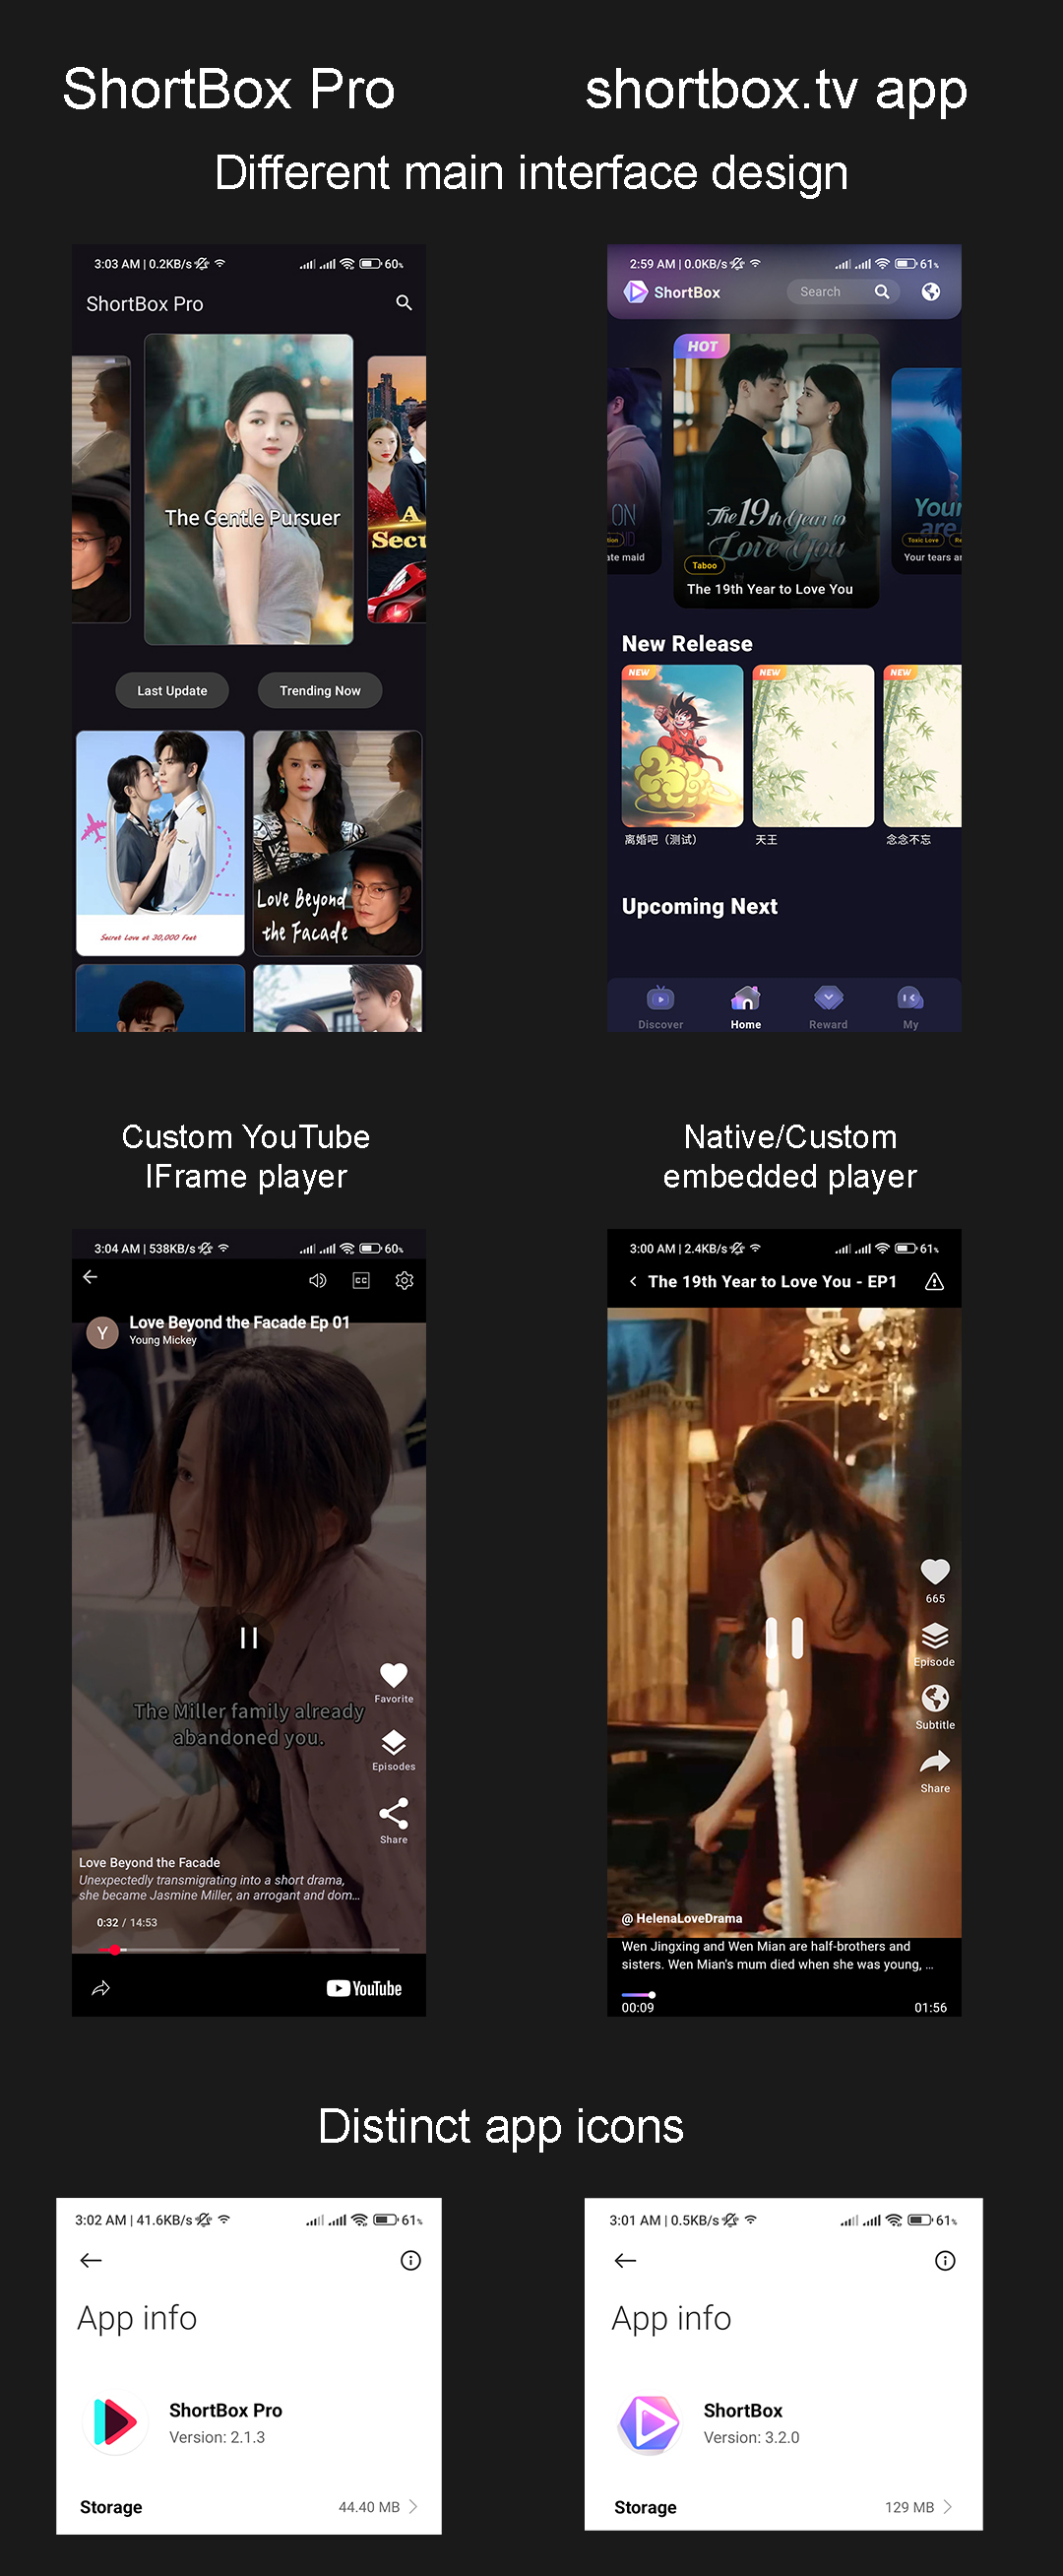 ShortBox Pro
shortbox.tv app
Different main interface design
3:03 AM | 0.2KB/s
60%
ShortBox Pro
The Gentle Pursuer
A
Secu
Last Update
Trending Now
Secret Love at 30,000 Feet
Love Beyond
the Facade
2:59 AM | 0.0KB/s
61%
ShortBox
Search
HOT
ON
ate maid
The 19th Year to
Love You
Taboo
The 19th Year to Love You
Your
are
Toxic Love
Re
Your tears ar
New Release
NEW
NEW
NEW
离婚吧（测试）
天王
念念不忘
Upcoming Next
Discover
Home
Reward
My
Custom YouTube
IFrame player
Native/Custom
embedded player
3:04 AM | 538KB/s
60%
CC
Y
Love Beyond the Facade Ep 01
Young Mickey
The Miller family already
abandoned you.
Favorite
Episodes
Share
Love Beyond the Facade
Unexpectedly transmigrating into a short drama,
she became Jasmine Miller, an arrogant and dom...
0:32 / 14:53
YouTube
3:00 AM | 2.4KB/s
61%
The 19th Year to Love You - EP1
665
Episode
Subtitle
Share
@ HelenaLoveDrama
Wen Jingxing and Wen Mian are half-brothers and
sisters. Wen Mian's mum died when she was young, ...
00:09
01:56
Distinct app icons
3:02 AM | 41.6KB/s
61%
App info
ShortBox Pro
Version: 2.1.3
Storage
44.40 MB
3:01 AM | 0.5KB/s
61%
App info
ShortBox
Version: 3.2.0
Storage
129 MB